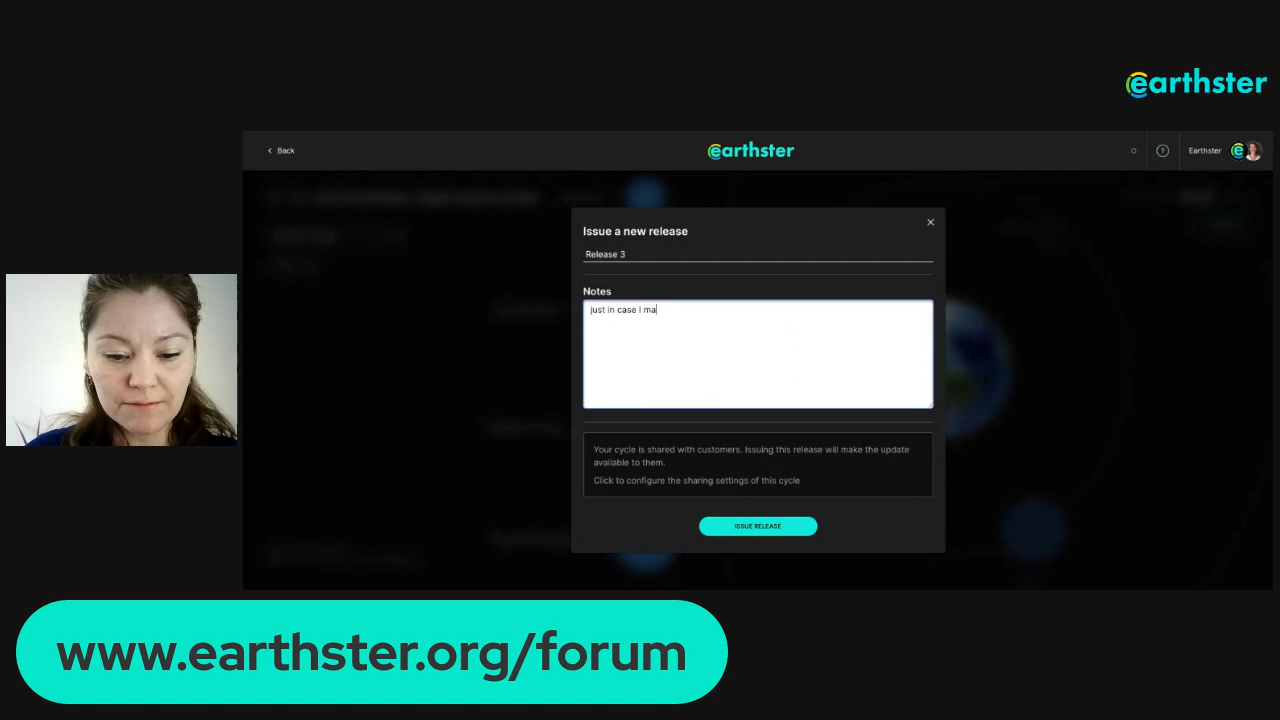 earthster
Back
earthster
?
Earthster
e
Issue a new release
Release 3
Notes
just in case I ma
Your cycle is shared with customers. Issuing this release will make the update
available to them.
Click to configure the sharing settings of this cycle
ISSUE RELEASE
www.earthster.org/forum